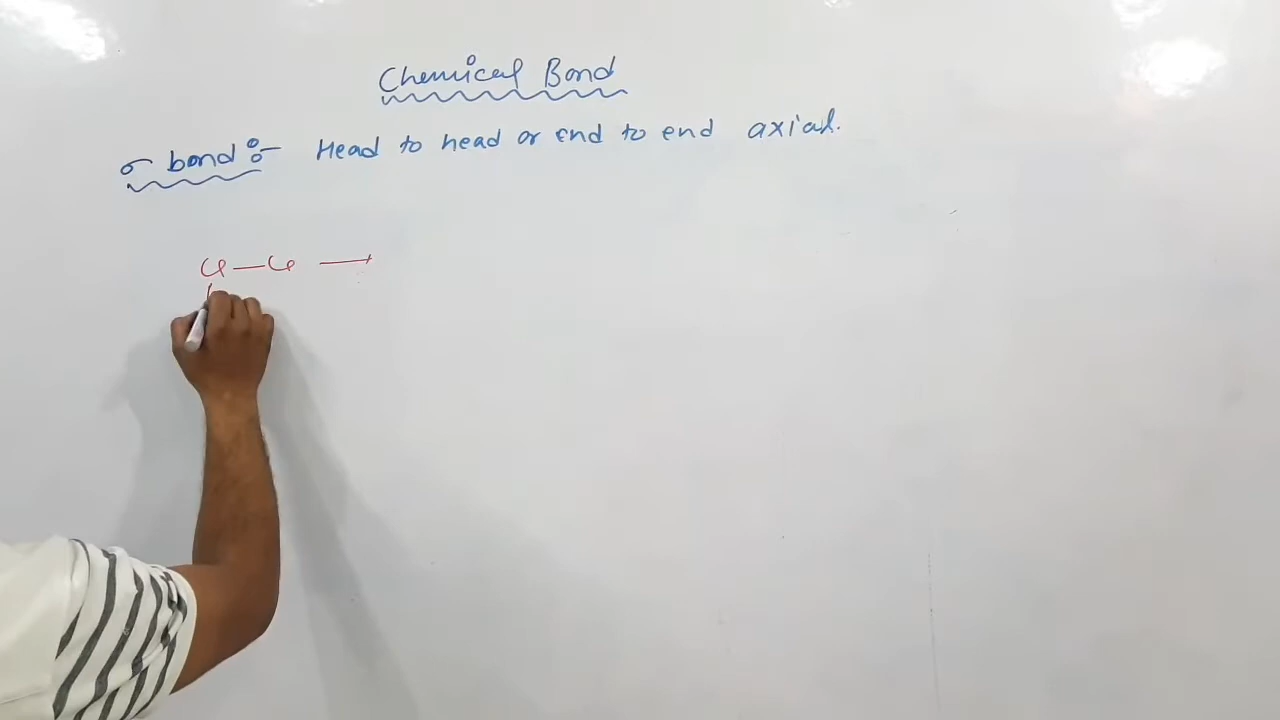 Chemical Bond
σ bond :- Head to head or end to end axial.
Cl — Cl →